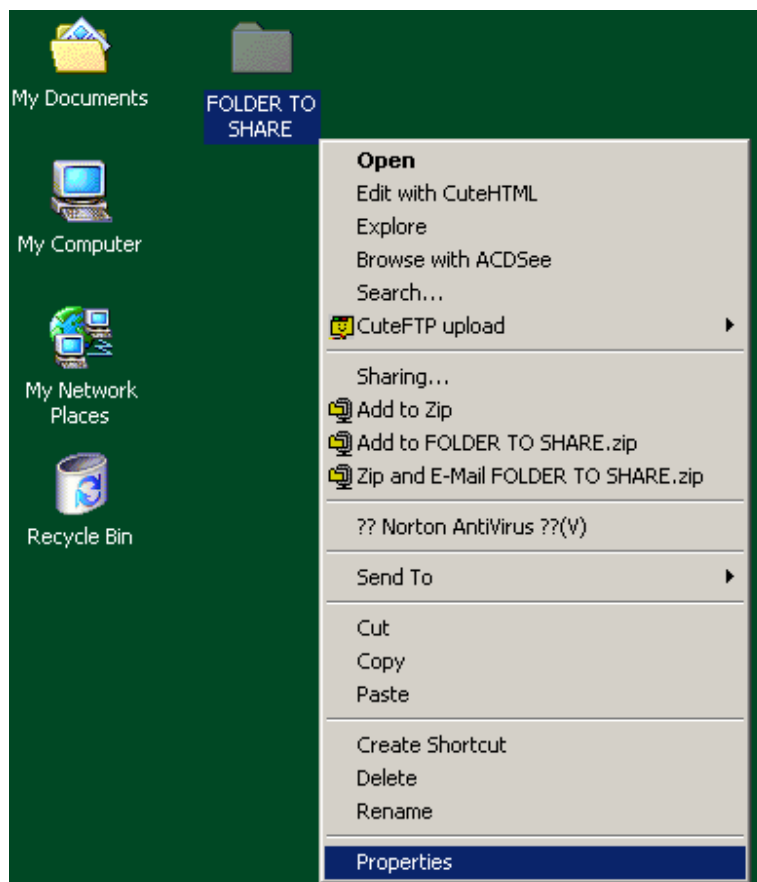 My Documents
FOLDER TO
SHARE
My Computer
My Network
Places
Recycle Bin
Open
Edit with CuteHTML
Explore
Browse with ACDSee
Search...
CuteFTP upload
Sharing...
Add to Zip
Add to FOLDER TO SHARE.zip
Zip and E-Mail FOLDER TO SHARE.zip
?? Norton AntiVirus ??(V)
Send To
Cut
Copy
Paste
Create Shortcut
Delete
Rename
Properties